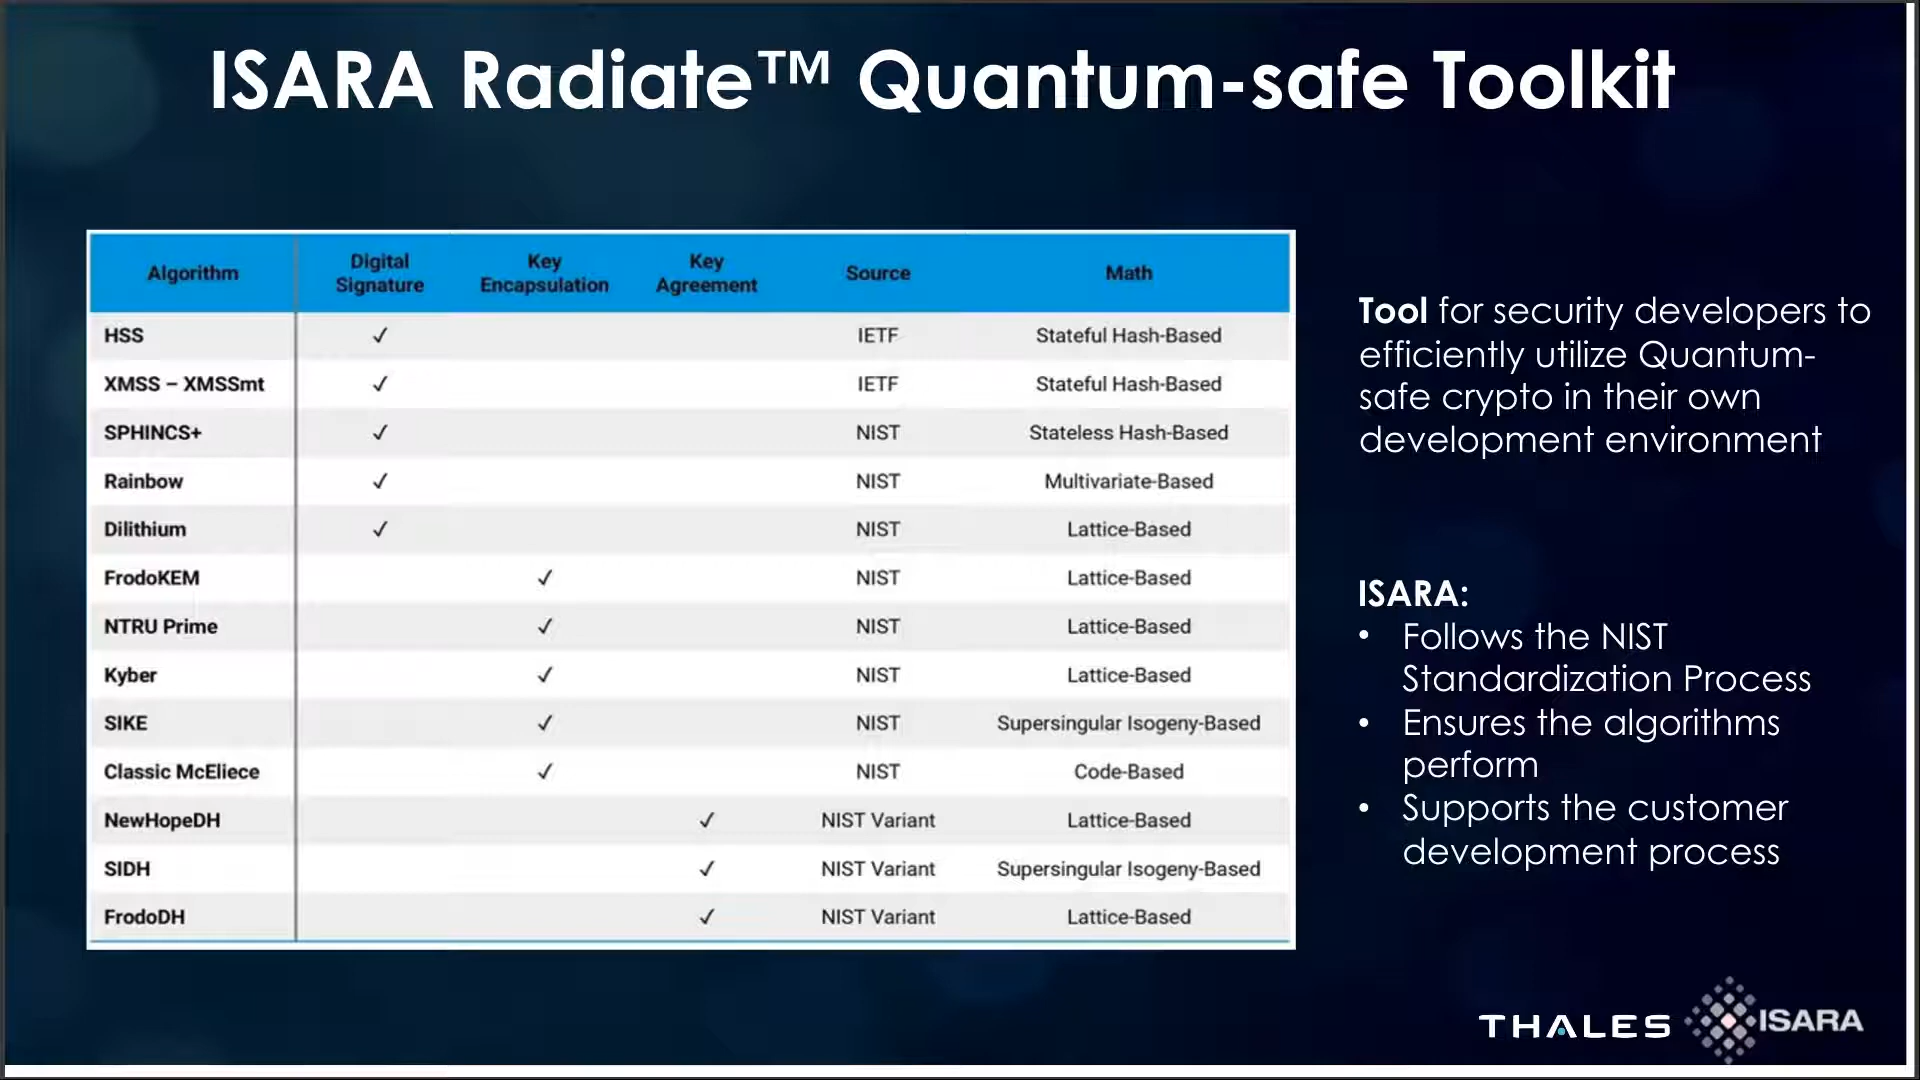 ISARA Radiate™ Quantum-safe Toolkit
Algorithm Digital Signature Key Encapsulation Key Agreement Source Math
HSS ✓ IETF Stateful Hash-Based
XMSS – XMSSmt ✓ IETF Stateful Hash-Based
SPHINCS+ ✓ NIST Stateless Hash-Based
Rainbow ✓ NIST Multivariate-Based
Dilithium ✓ NIST Lattice-Based
FrodoKEM ✓ NIST Lattice-Based
NTRU Prime ✓ NIST Lattice-Based
Kyber ✓ NIST Lattice-Based
SIKE ✓ NIST Supersingular Isogeny-Based
Classic McEliece ✓ NIST Code-Based
NewHopeDH ✓ NIST Variant Lattice-Based
SIDH ✓ NIST Variant Supersingular Isogeny-Based
FrodoDH ✓ NIST Variant Lattice-Based
Tool for security developers to
efficiently utilize Quantum-
safe crypto in their own
development environment
ISARA:
• Follows the NIST
Standardization Process
• Ensures the algorithms
perform
• Supports the customer
development process
THALES ISARA